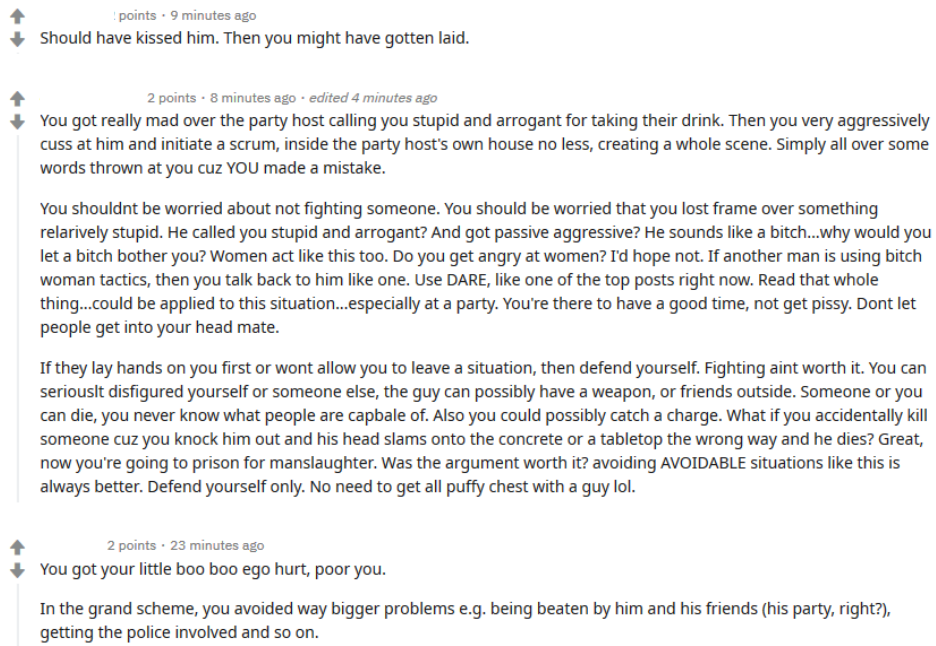 points · 9 minutes ago
Should have kissed him. Then you might have gotten laid.
2 points · 8 minutes ago · edited 4 minutes ago
You got really mad over the party host calling you stupid and arrogant for taking their drink. Then you very aggressively
cuss at him and initiate a scrum, inside the party host's own house no less, creating a whole scene. Simply all over some
words thrown at you cuz YOU made a mistake.
You shouldnt be worried about not fighting someone. You should be worried that you lost frame over something
relarively stupid. He called you stupid and arrogant? And got passive aggressive? He sounds like a bitch...why would you
let a bitch bother you? Women act like this too. Do you get angry at women? I'd hope not. If another man is using bitch
woman tactics, then you talk back to him like one. Use DARE, like one of the top posts right now. Read that whole
thing...could be applied to this situation...especially at a party. You're there to have a good time, not get pissy. Dont let
people get into your head mate.
If they lay hands on you first or wont allow you to leave a situation, then defend yourself. Fighting aint worth it. You can
seriouslt disfigured yourself or someone else, the guy can possibly have a weapon, or friends outside. Someone or you
can die, you never know what people are capbale of. Also you could possibly catch a charge. What if you accidentally kill
someone cuz you knock him out and his head slams onto the concrete or a tabletop the wrong way and he dies? Great,
now you're going to prison for manslaughter. Was the argument worth it? avoiding AVOIDABLE situations like this is
always better. Defend yourself only. No need to get all puffy chest with a guy lol.
2 points · 23 minutes ago
You got your little boo boo ego hurt, poor you.
In the grand scheme, you avoided way bigger problems e.g. being beaten by him and his friends (his party, right?),
getting the police involved and so on.